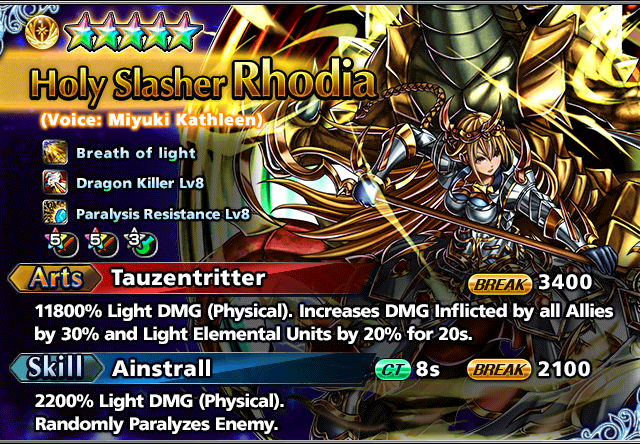 Holy Slasher Rhodia
(Voice: Miyuki Kathleen)
Breath of light
Dragon Killer Lv8
Paralysis Resistance Lv8
5 5 3
Arts Tauzentritter BREAK 3400
11800% Light DMG (Physical). Increases DMG Inflicted by all Allies
by 30% and Light Elemental Units by 20% for 20s.
Skill Ainstrall CT 8s BREAK 2100
2200% Light DMG (Physical).
Randomly Paralyzes Enemy.